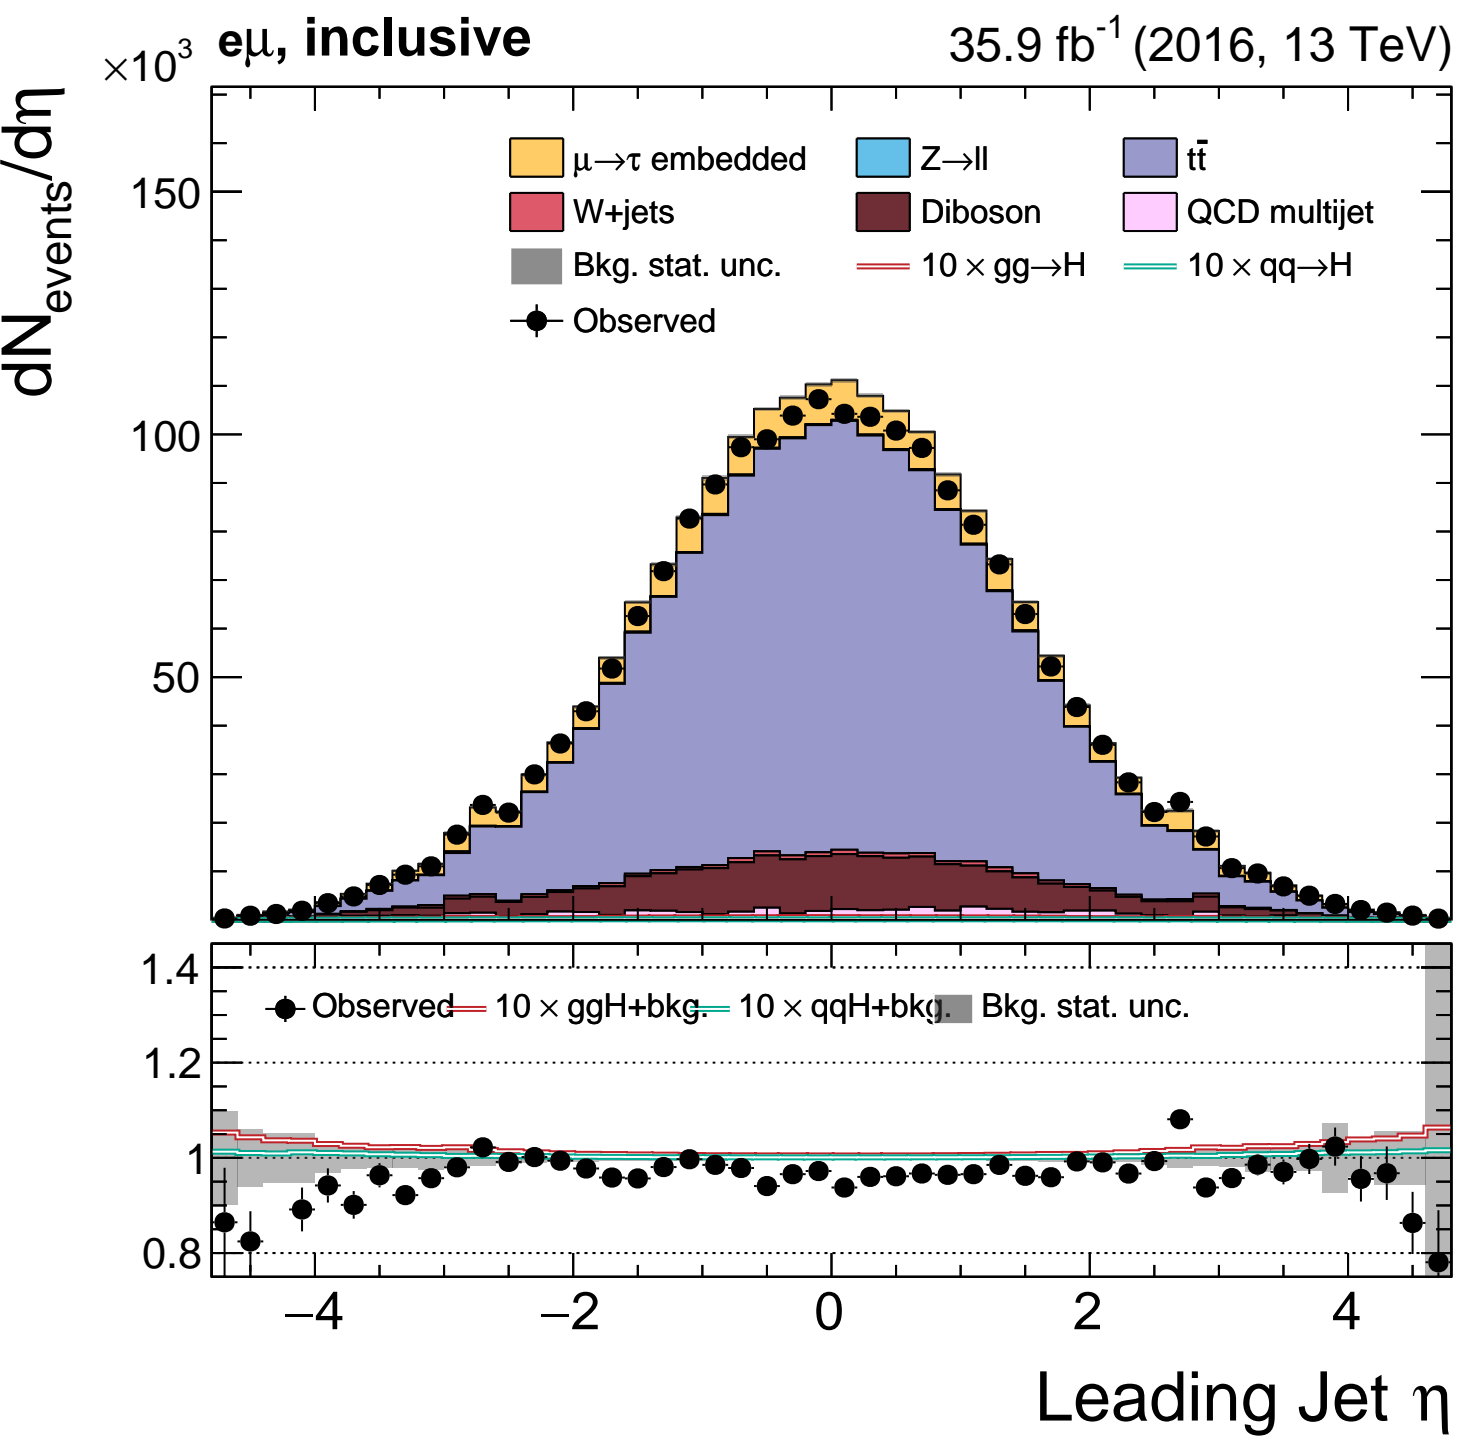 eμ, inclusive 35.9 fb⁻¹ (2016, 13 TeV)
×10³
dN_events/dη
μ→τ embedded Z→ll tt̄
W+jets Diboson QCD multijet
Bkg. stat. unc. 10 × gg→H 10 × qq→H
Observed
150
100
50
1.4
Observed 10 × ggH+bkg. 10 × qqH+bkg. Bkg. stat. unc.
1.2
1
0.8
−4 −2 0 2 4
Leading Jet η